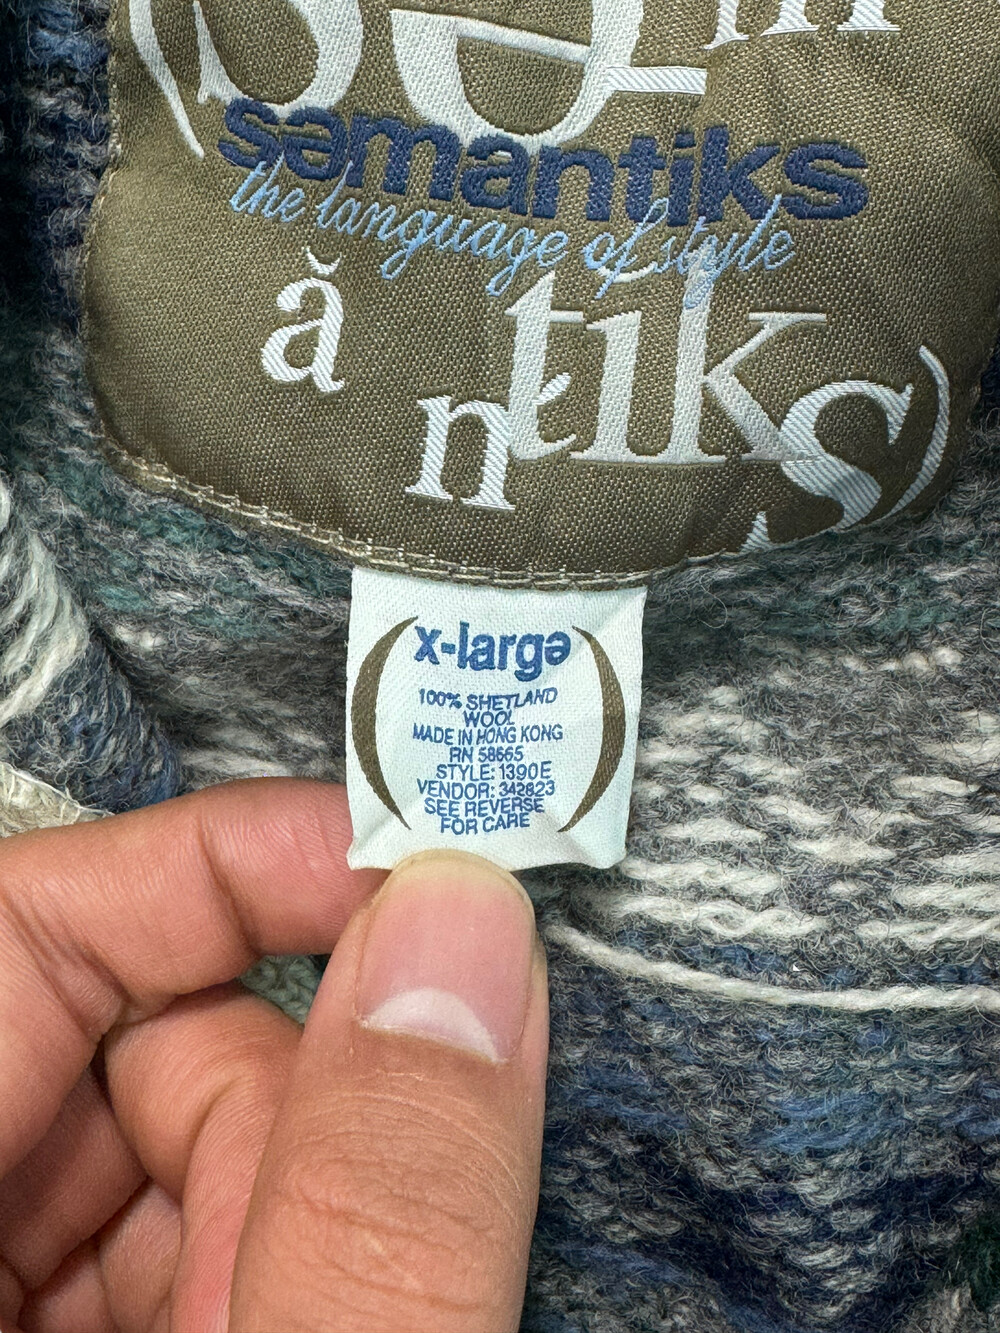 (səm
səmantiks
the language of style
ă
n
tiks)
x-largə
100% SHETLAND
WOOL
MADE IN HONG KONG
RN 58665
STYLE: 1390E
VENDOR: 342823
SEE REVERSE
FOR CARE